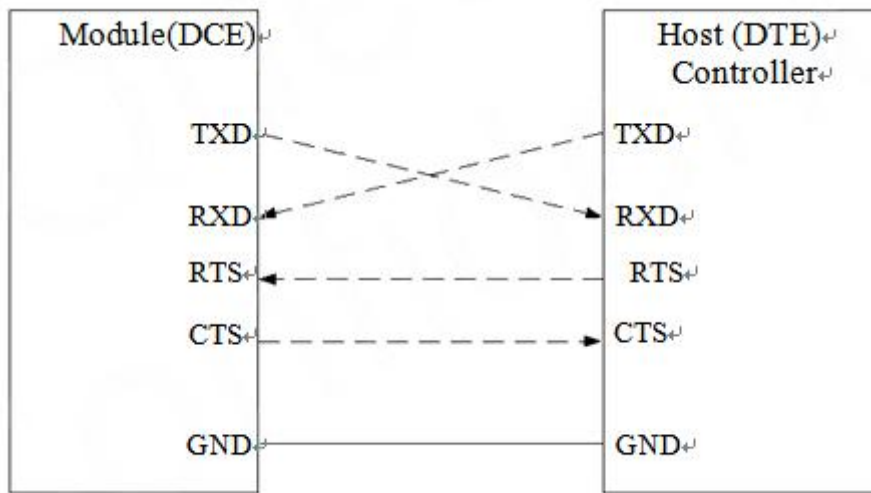 Module(DCE)↵
TXD↵
RXD↵
RTS↵
CTS↵
GND↵
Host (DTE)↵
Controller↵
TXD↵
RXD↵
RTS↵
CTS↵
GND↵